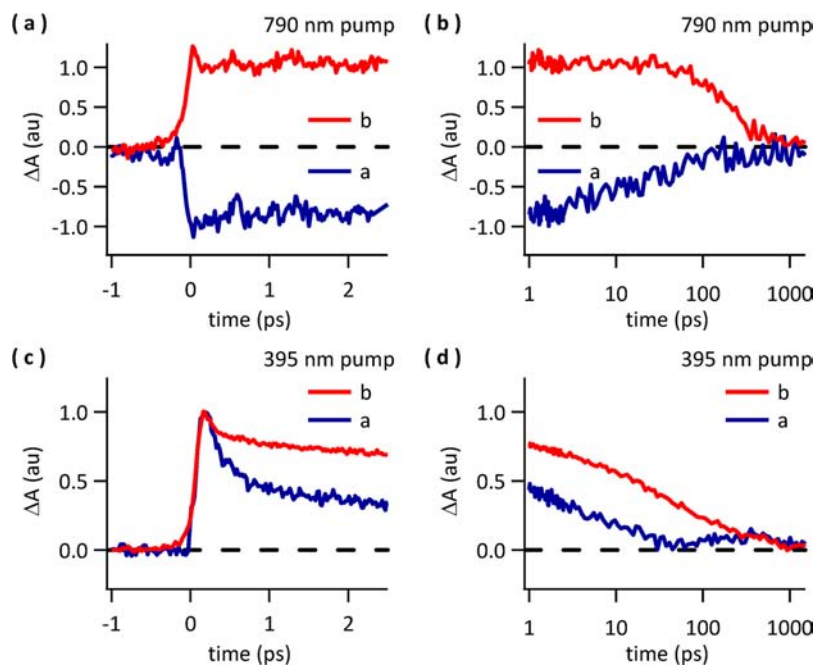 ( a ) 790 nm pump
1.0
0.5
0.0
-0.5
-1.0
ΔA (au)
b
a
-1 0 1 2
time (ps)
( b ) 790 nm pump
1.0
0.5
0.0
-0.5
-1.0
ΔA (au)
b
a
1 10 100 1000
time (ps)
( c ) 395 nm pump
1.0
0.5
0.0
ΔA (au)
b
a
-1 0 1 2
time (ps)
( d ) 395 nm pump
1.0
0.5
0.0
ΔA (au)
b
a
1 10 100 1000
time (ps)